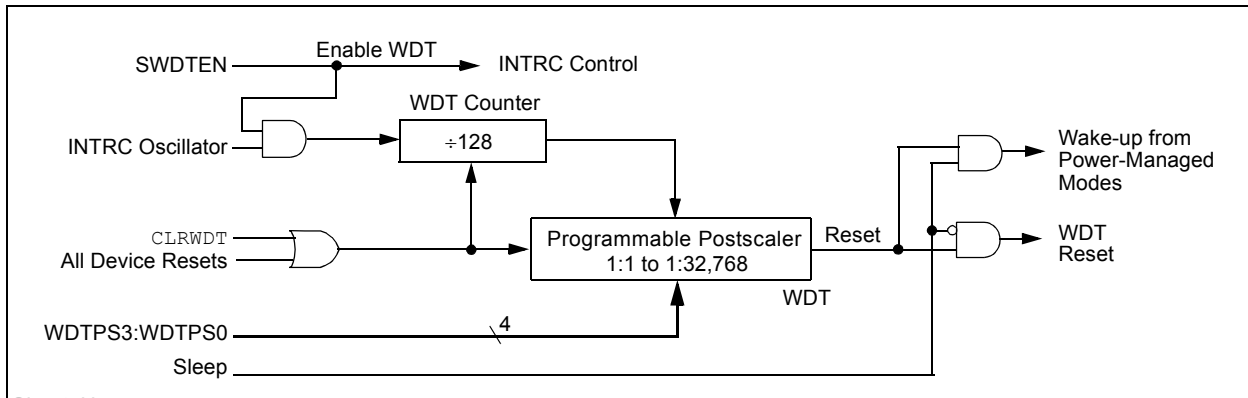 Enable WDT
SWDTEN
INTRC Control
WDT Counter
INTRC Oscillator
÷128
Wake-up from
Power-Managed
Modes
CLRWDT
All Device Resets
Programmable Postscaler
1:1 to 1:32,768
Reset
WDT
WDT
Reset
4
WDTPS3:WDTPS0
Sleep